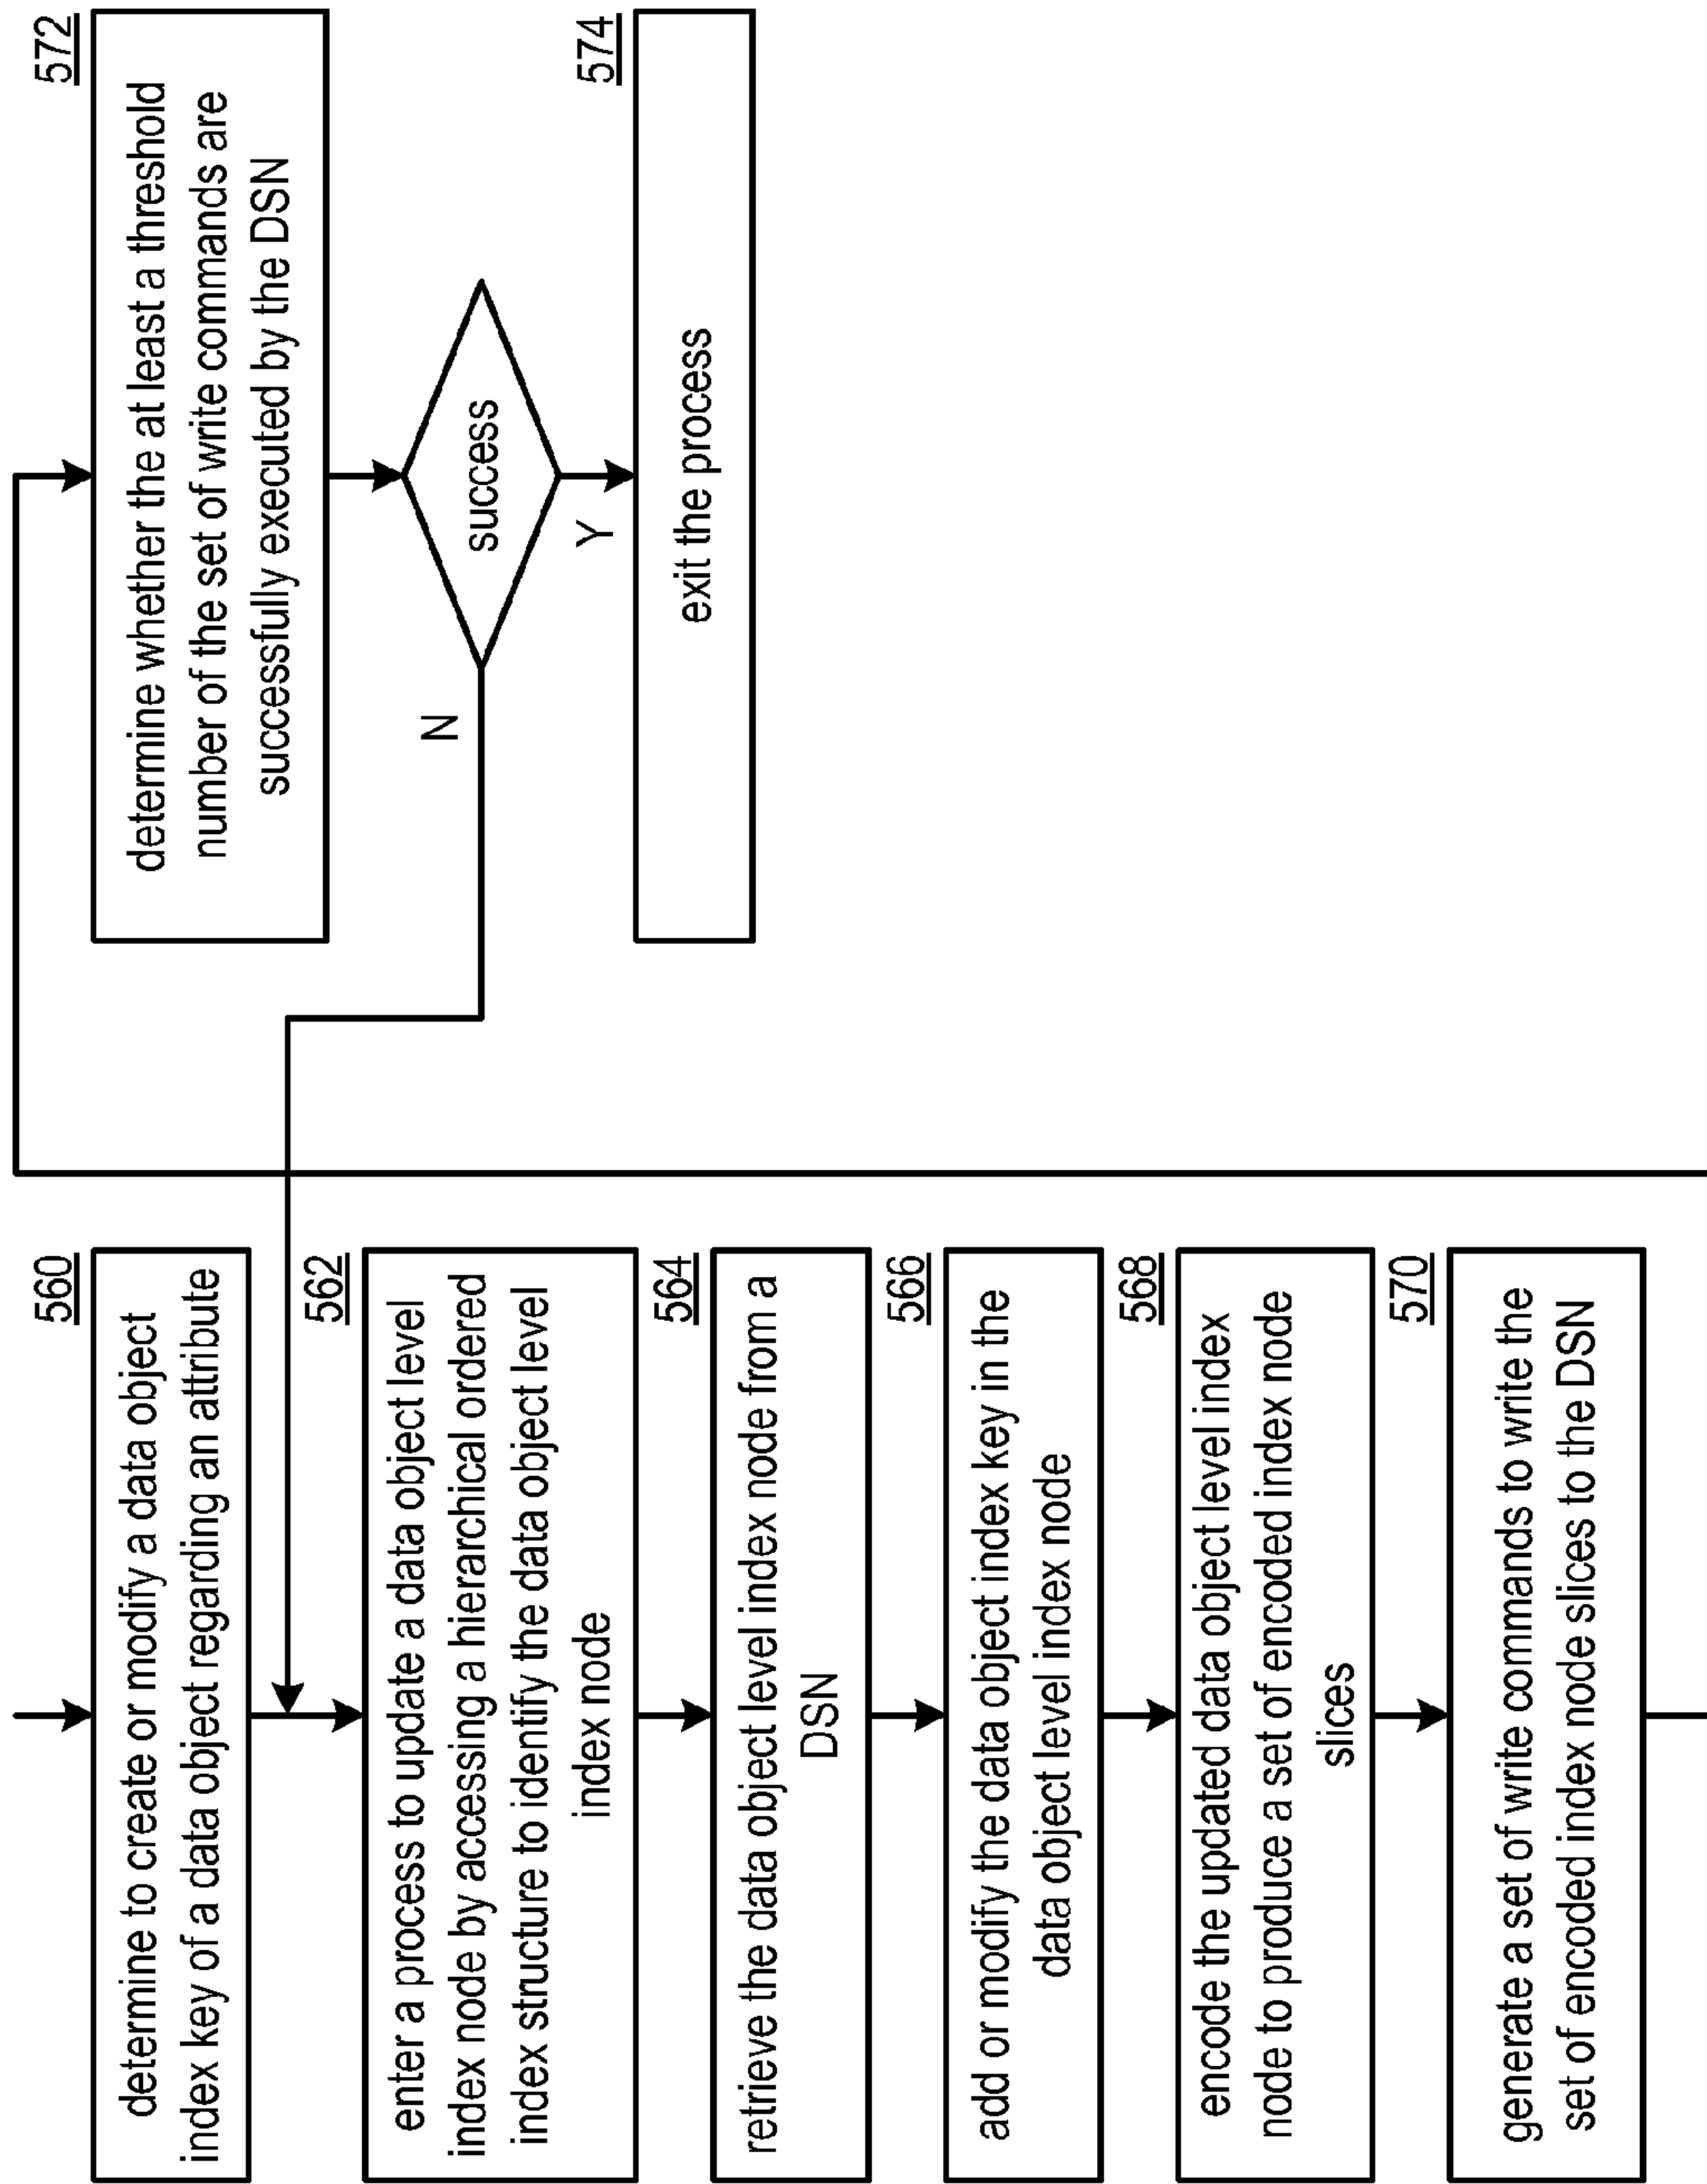 560
determine to create or modify a data object
index key of a data object regarding an attribute
562
enter a process to update a data object level
index node by accessing a hierarchical ordered
index structure to identify the data object level
index node
564
retrieve the data object level index node from a
DSN
566
add or modify the data object index key in the
data object level index node
568
encode the updated data object level index
node to produce a set of encoded index node
slices
570
generate a set of write commands to write the
set of encoded index node slices to the DSN
572
determine whether the at least a threshold
number of the set of write commands are
successfully executed by the DSN
success
N
Y
574
exit the process